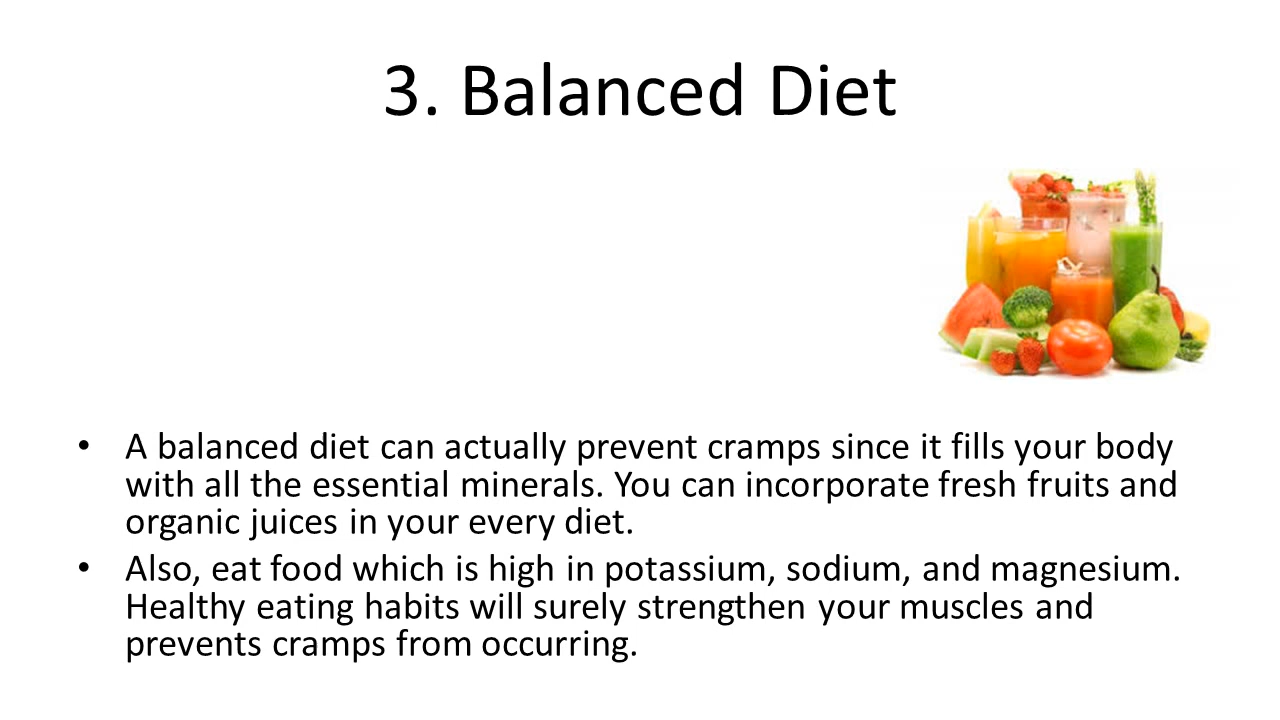 3. Balanced Diet
• A balanced diet can actually prevent cramps since it fills your body
with all the essential minerals. You can incorporate fresh fruits and
organic juices in your every diet.
• Also, eat food which is high in potassium, sodium, and magnesium.
Healthy eating habits will surely strengthen your muscles and
prevents cramps from occurring.